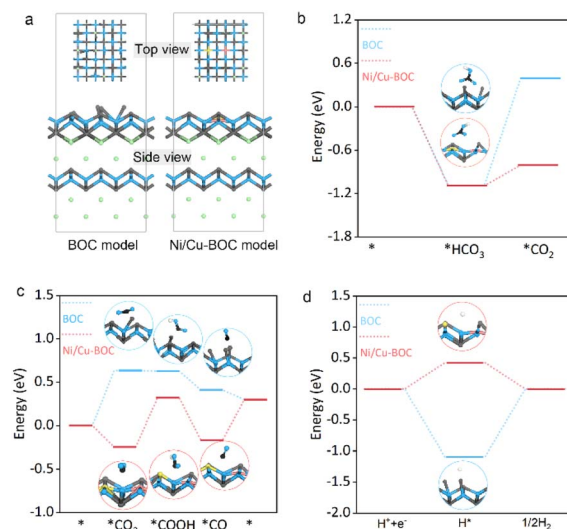 a
Top view
Side view
BOC model
Ni/Cu-BOC model
b
BOC
Ni/Cu-BOC
Energy (eV)
1.2
0.6
0.0
-0.6
-1.2
-1.8
*
*HCO3
*CO2
c
BOC
Ni/Cu-BOC
Energy (eV)
1.5
1.0
0.5
0.0
-0.5
-1.0
*
*CO2
*COOH
*CO
*
d
BOC
Ni/Cu-BOC
Energy (eV)
1.5
1.0
0.5
0.0
-0.5
-1.0
-1.5
H⁺+e⁻
H*
1/2H2